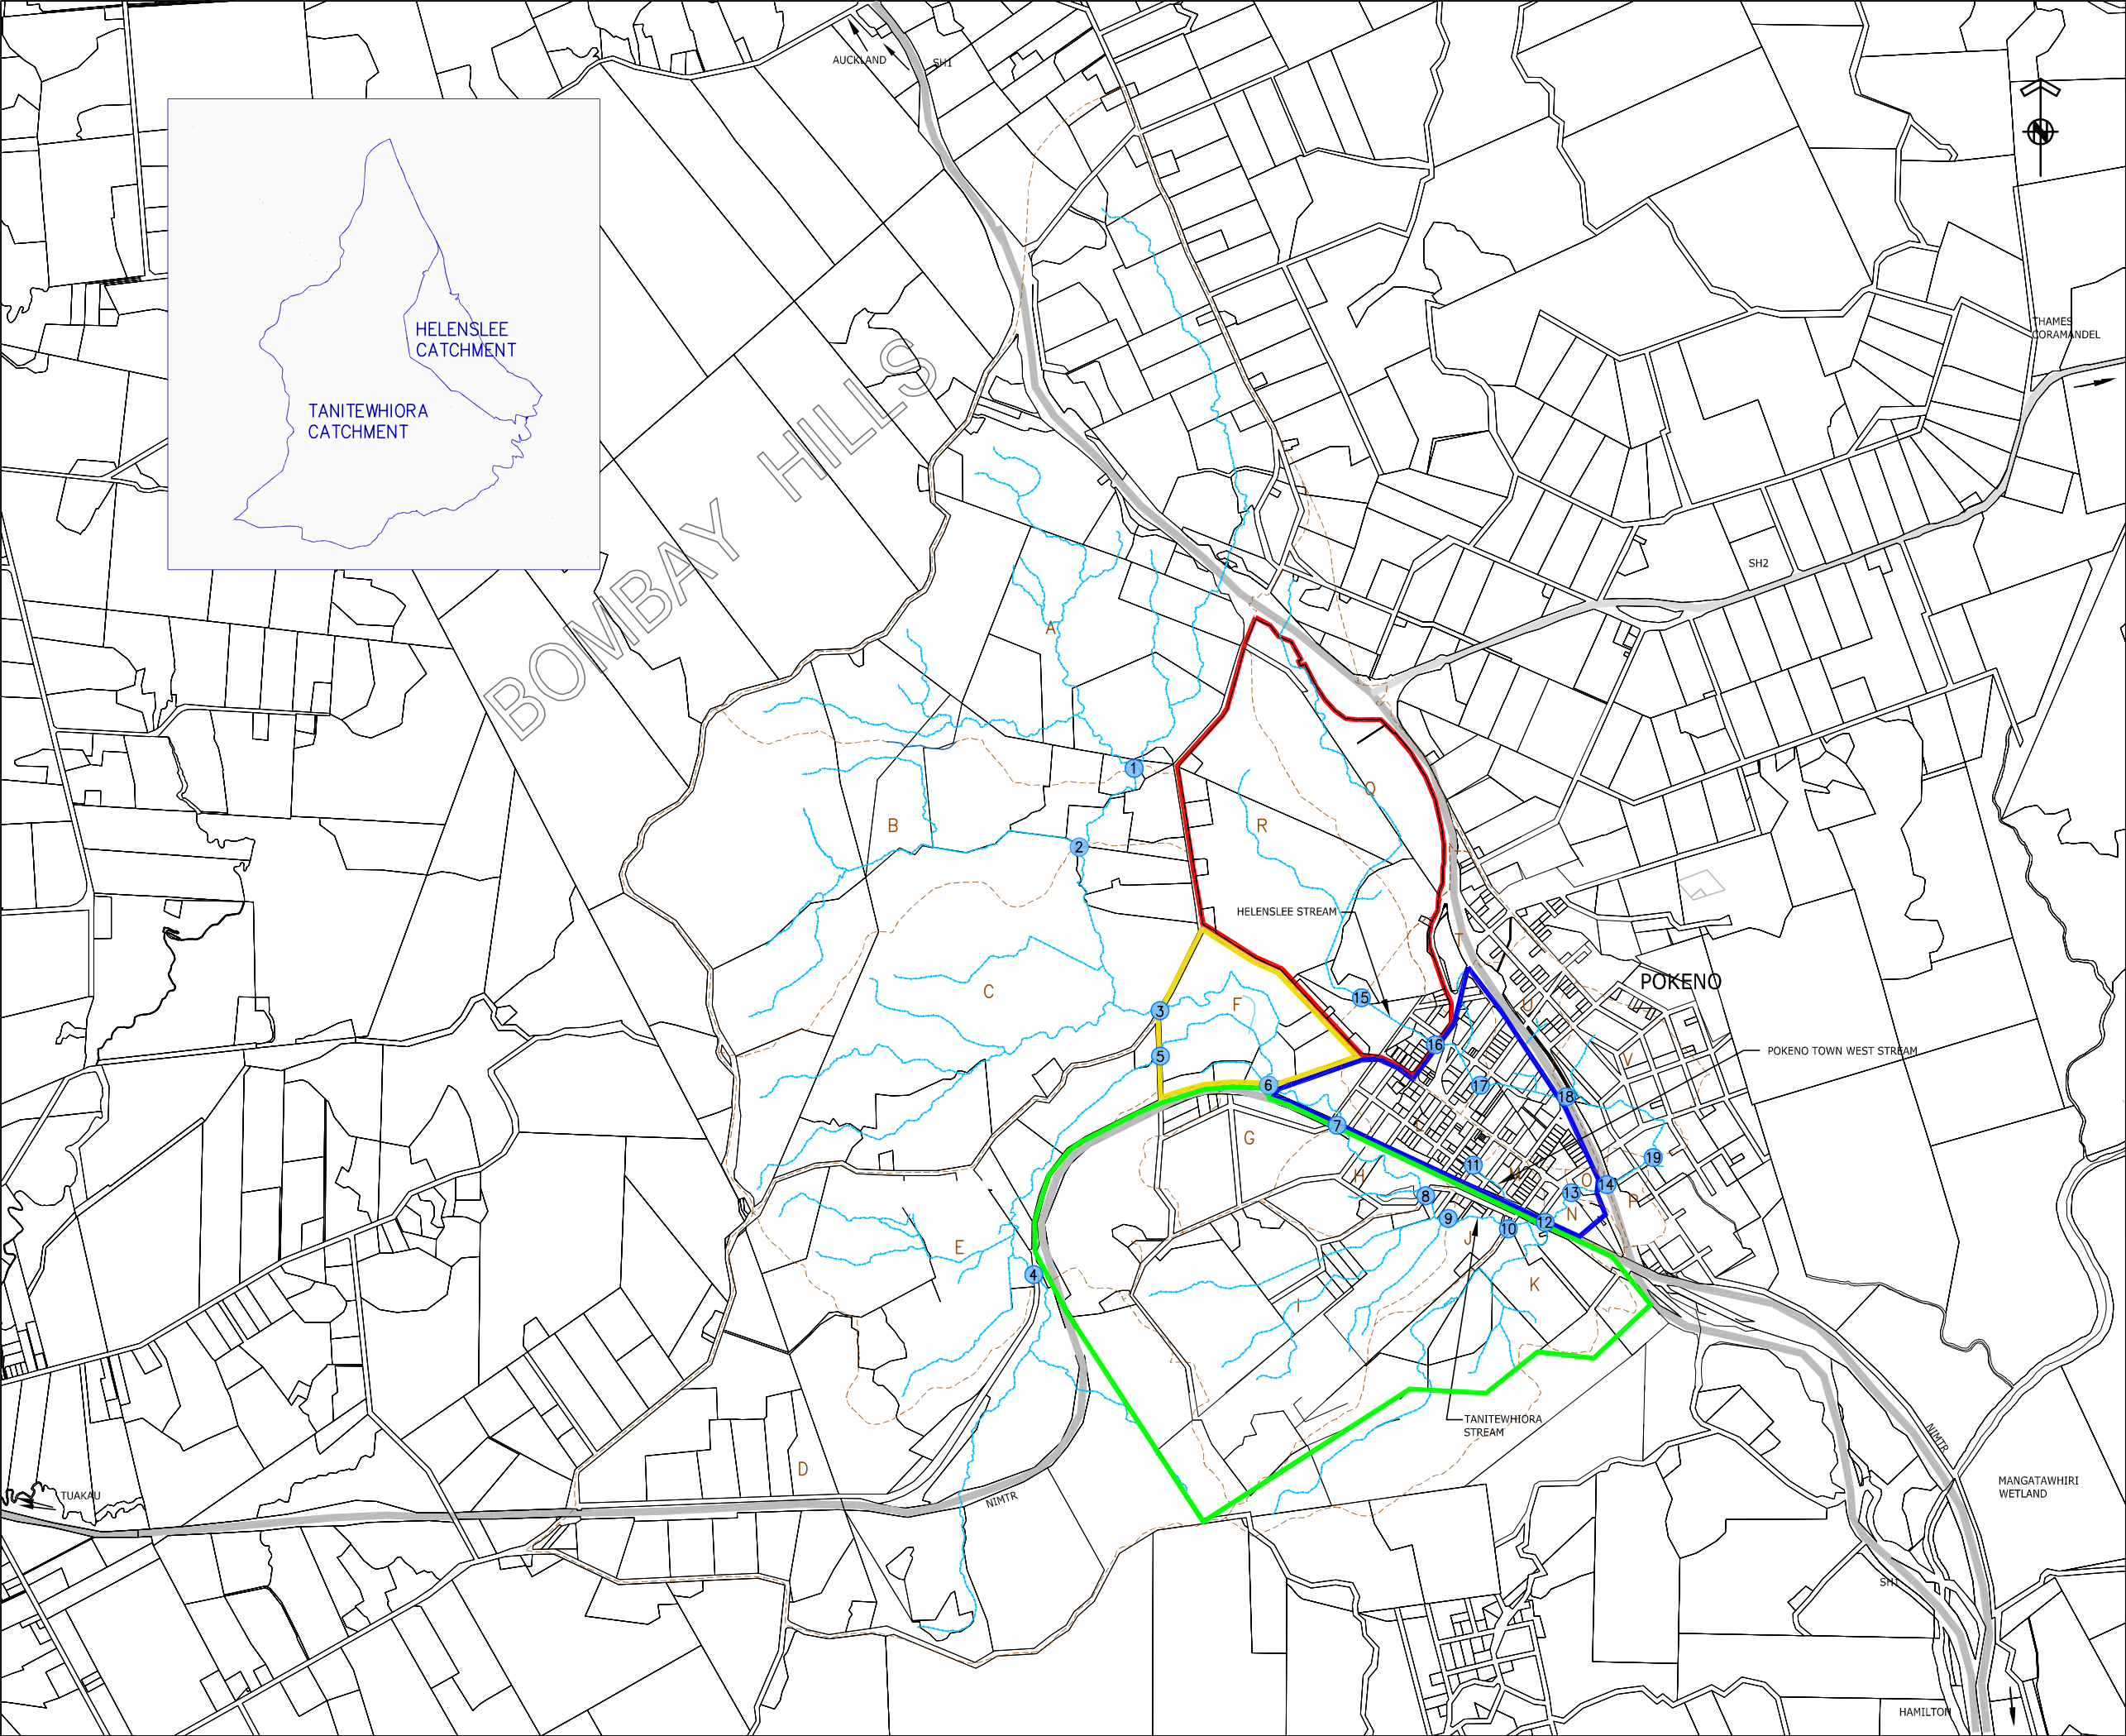 AUCKLAND
SH1
N
THAMES
CORAMANDEL
HELENSLEE
CATCHMENT
TANITEWHIORA
CATCHMENT
BOMBAY HILLS
SH2
A
1
Q
B
R
2
HELENSLEE STREAM
T
POKENO
C
F
15
U
3
16
5
V
POKENO TOWN WEST STREAM
6
17
18
7
L
G
11
19
H
M
O
14
8
13
P
9
N
10
12
E
J
4
K
I
TANITEWHIORA
STREAM
NIMTR
D
MANGATAWHIRI
WETLAND
TUAKAU
NIMTR
SH1
HAMILTON